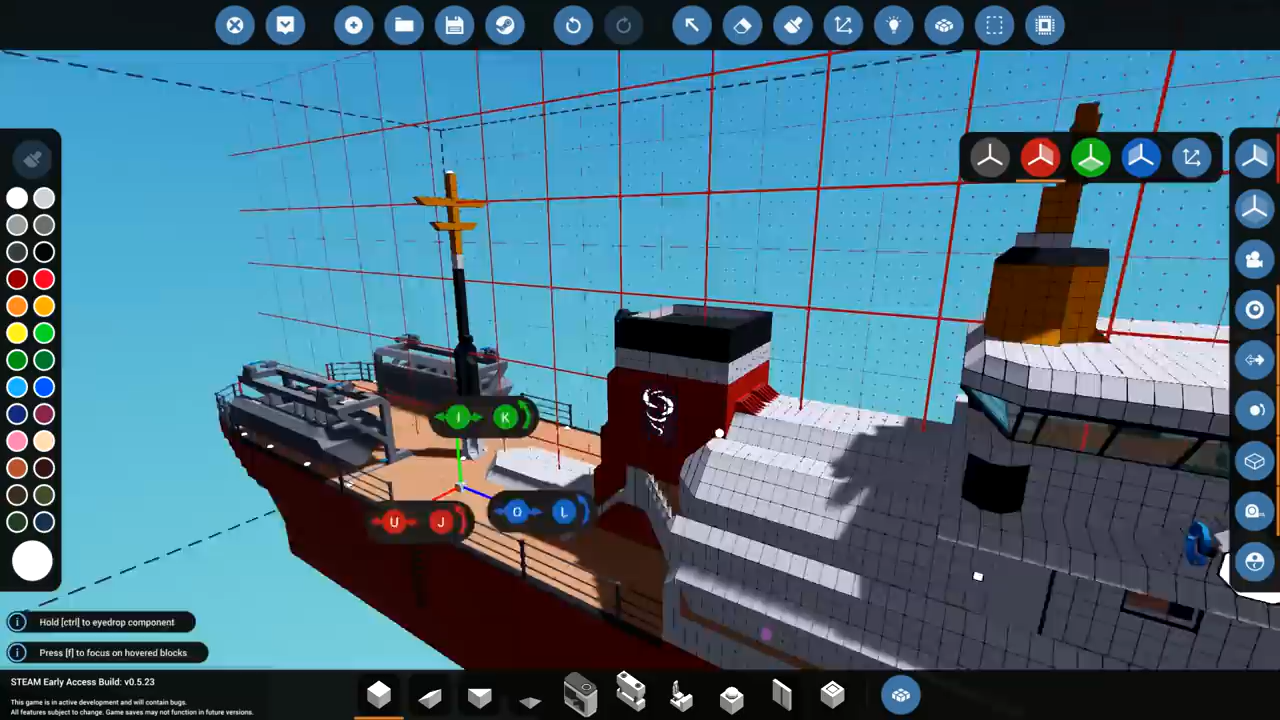 I K
U J
O L
Hold [ctrl] to eyedrop component
Press [f] to focus on hovered blocks
STEAM Early Access Build: v0.5.23
This game is in active development and will contain bugs.
All features subject to change. Game saves may not function in future versions.